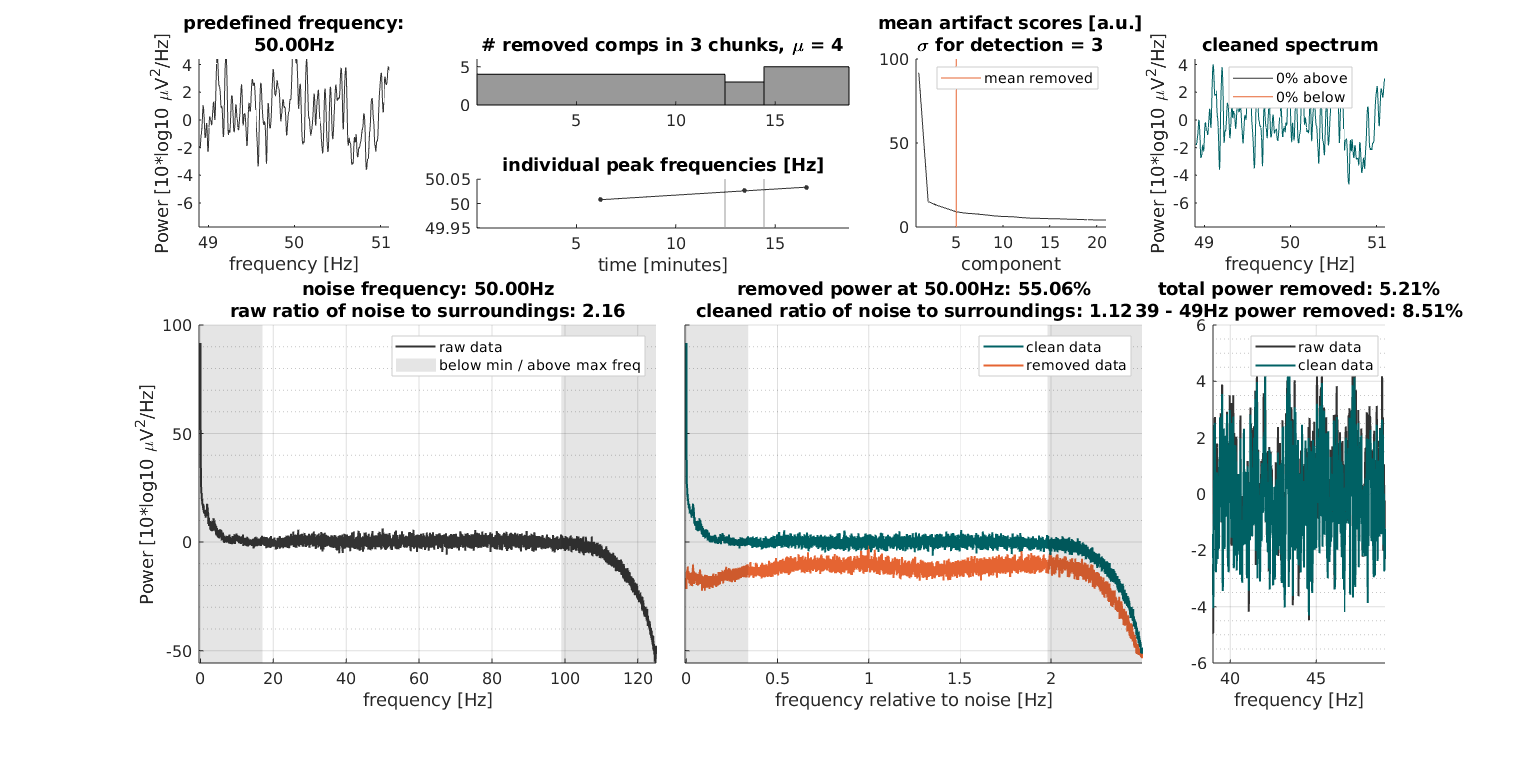 predefined frequency:
50.00Hz
Power [10*log10 μV²/Hz]
4
2
0
-2
-4
-6
49
50
51
frequency [Hz]
# removed comps in 3 chunks, μ = 4
5
0
5
10
15
individual peak frequencies [Hz]
50.05
50
49.95
5
10
15
time [minutes]
mean artifact scores [a.u.]
σ for detection = 3
100
50
0
mean removed
5
10
15
20
component
cleaned spectrum
Power [10*log10 μV²/Hz]
4
2
0
-2
-4
-6
0% above
0% below
49
50
51
frequency [Hz]
noise frequency: 50.00Hz
raw ratio of noise to surroundings: 2.16
Power [10*log10 μV²/Hz]
100
50
0
-50
raw data
below min / above max freq
0
20
40
60
80
100
120
frequency [Hz]
removed power at 50.00Hz: 55.06%
cleaned ratio of noise to surroundings: 1.12
clean data
removed data
0
0.5
1
1.5
2
frequency relative to noise [Hz]
total power removed: 5.21%
39 - 49Hz power removed: 8.51%
6
4
2
0
-2
-4
-6
raw data
clean data
40
45
frequency [Hz]